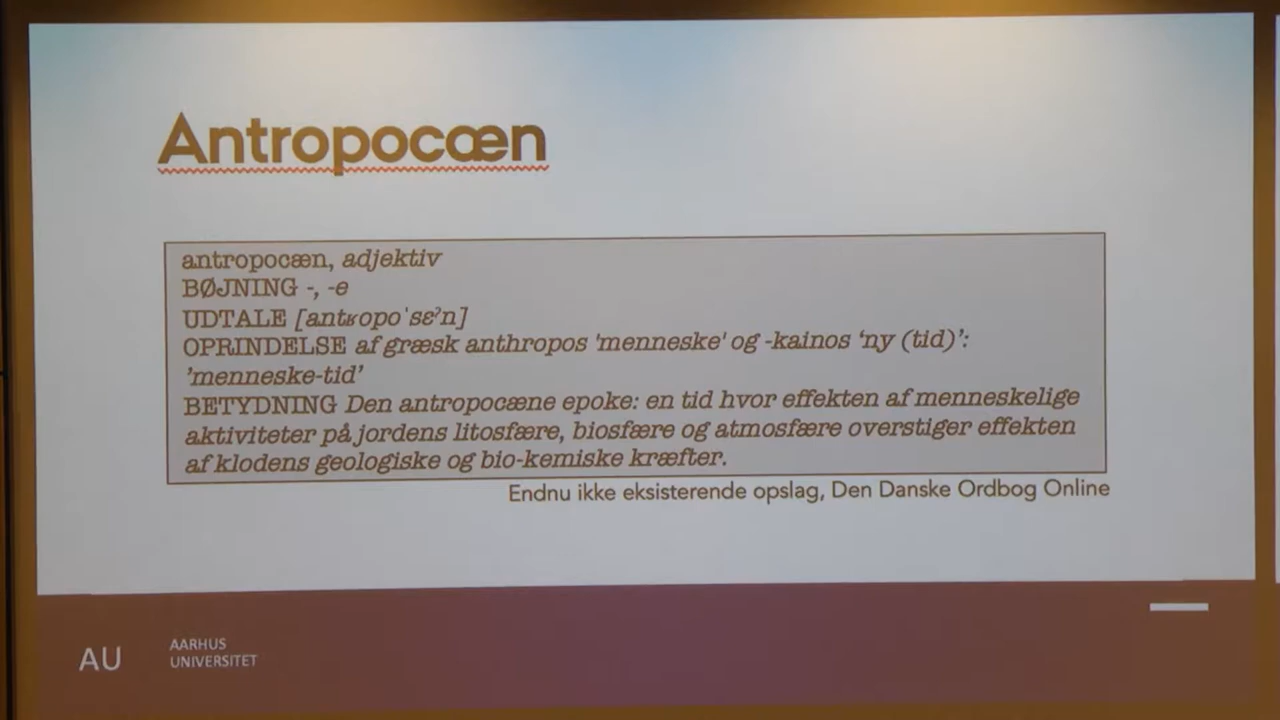 Antropocæn
antropocæn, adjektiv
BØJNING -, -e
UDTALE [antʁopoˈsɛˀn]
OPRINDELSE af græsk anthropos 'menneske' og -kainos ‘ny (tid)’:
’menneske-tid’
BETYDNING Den antropocæne epoke: en tid hvor effekten af menneskelige
aktiviteter på jordens litosfære, biosfære og atmosfære overstiger effekten
af klodens geologiske og bio-kemiske kræfter.
Endnu ikke eksisterende opslag, Den Danske Ordbog Online
AU
AARHUS
UNIVERSITET